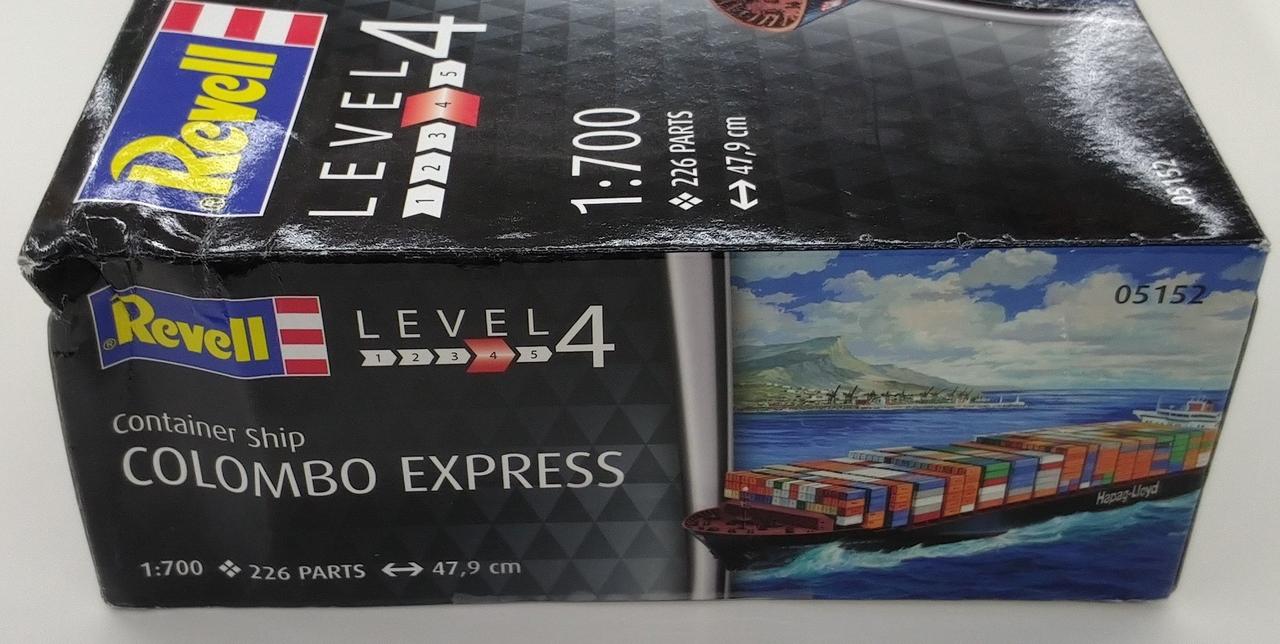 Revell
LEVEL 4
1 2 3 4 5
1:700
226 PARTS
47,9 cm
05152
® Revell
LEVEL 4
1 2 3 4 5
05152
Container Ship
COLOMBO EXPRESS
Hapag-Lloyd
1:700 226 PARTS 47,9 cm